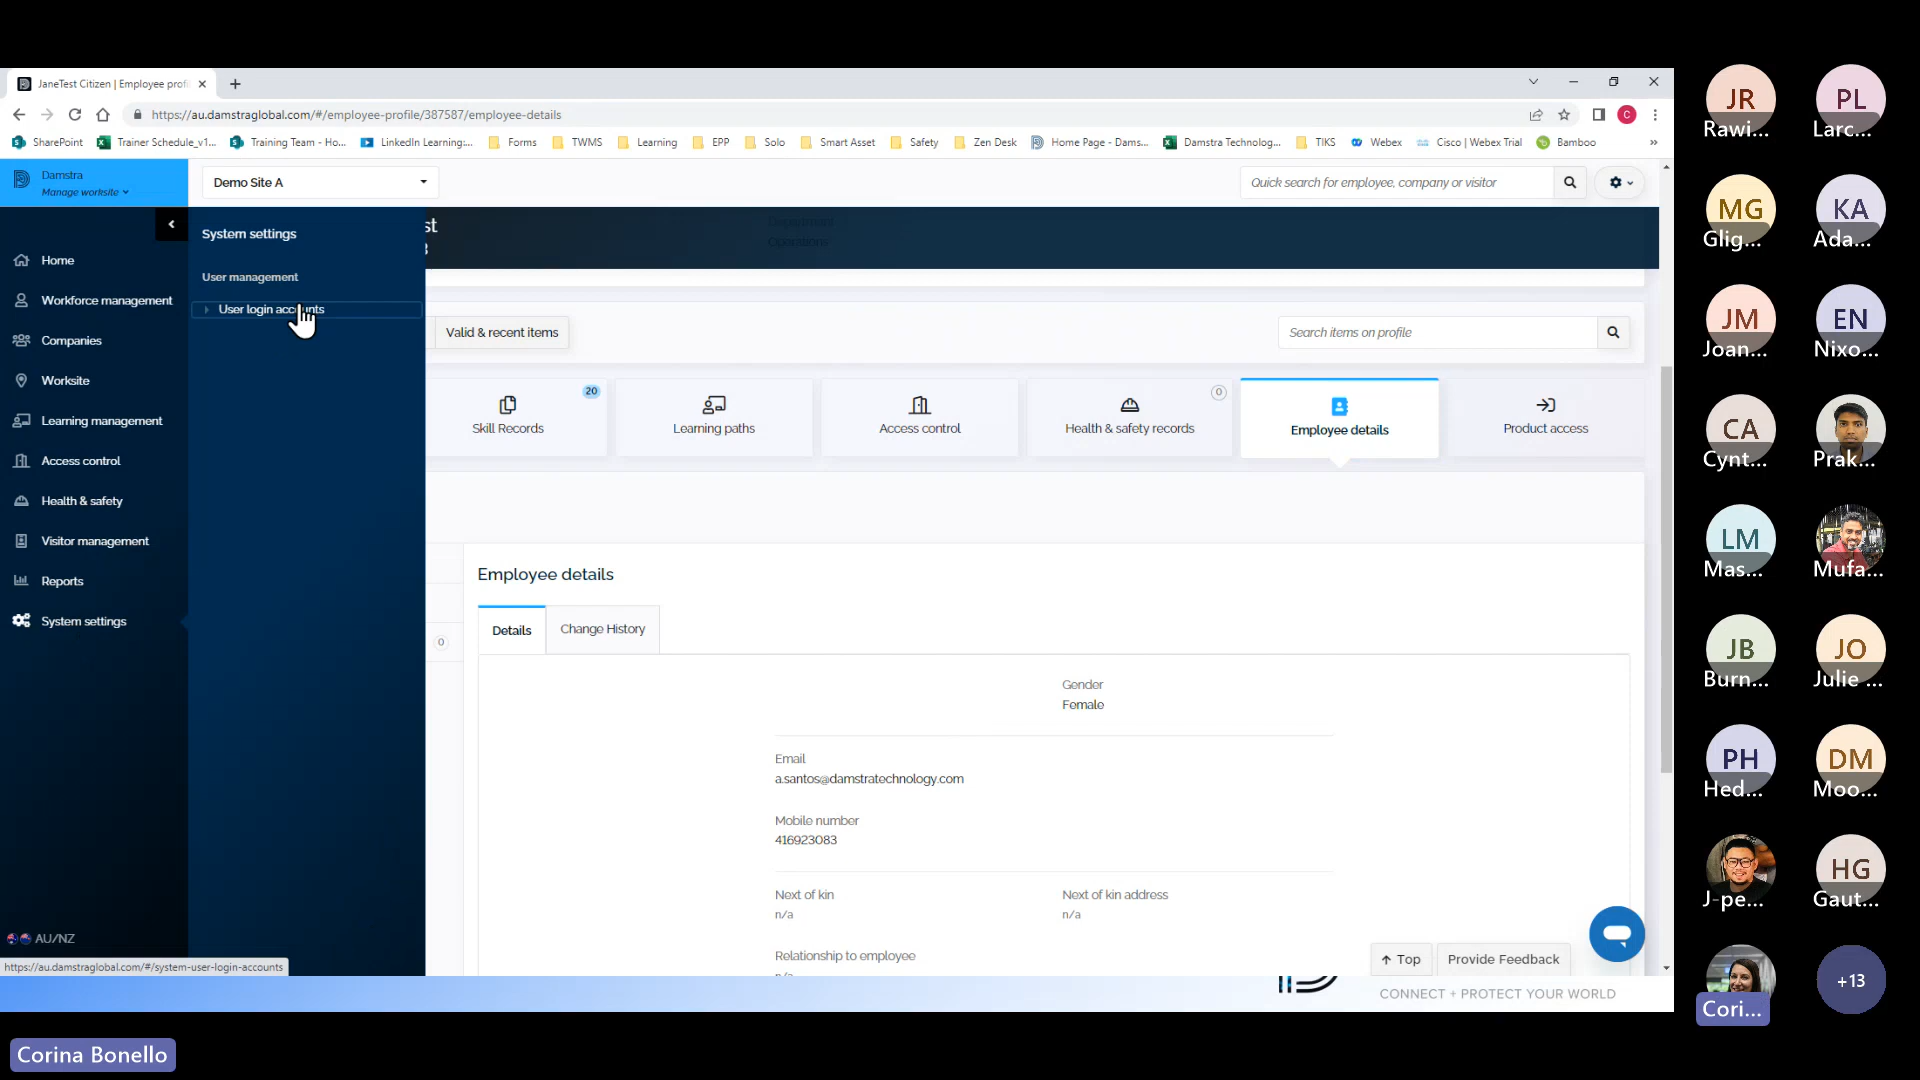 JaneTest Citizen | Employee profi
https://au.damstraglobal.com/#/employee-profile/387587/employee-details
SharePoint
Trainer Schedule_v1...
Training Team - Ho...
LinkedIn Learning:...
Forms
TWMS
Learning
EPP
Solo
Smart Asset
Safety
Zen Desk
Home Page - Dams...
Damstra Technolog...
TIKS
Webex
Cisco | Webex Trial
Bamboo
»
C
Damstra
Manage worksite
Demo Site A
Quick search for employee, company or visitor
System settings
User management
User login accounts
st
Department
Operations
Home
Workforce management
Companies
Worksite
Learning management
Access control
Health & safety
Visitor management
Reports
System settings
AU/NZ
https://au.damstraglobal.com/#/system-user-login-accounts
Valid & recent items
Search items on profile
20
Skill Records
Learning paths
Access control
0
Health & safety records
Employee details
Product access
0
Employee details
Details
Change History
Gender
Female
Email
a.santos@damstratechnology.com
Mobile number
416923083
Next of kin
n/a
Next of kin address
n/a
Relationship to employee
n/a
Top
Provide Feedback
CONNECT + PROTECT YOUR WORLD
Corina Bonello
JR
Rawi...
PL
Larc...
MG
Glig...
KA
Ada...
JM
Joan...
EN
Nixo...
CA
Cynt...
Prak...
LM
Mas...
Mufa...
JB
Burn...
JO
Julie ...
PH
Hed...
DM
Moo...
J-pe...
HG
Gaut...
Cori...
+13